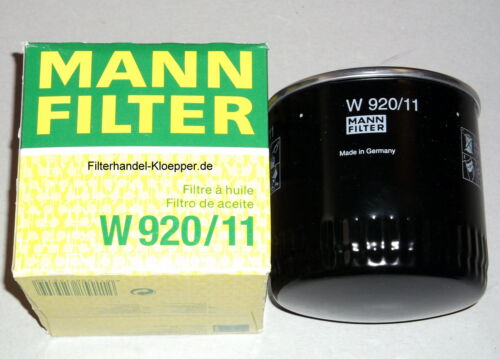 MANN
FILTER
Filterhandel-Kloepper.de
Filtre à huile
Filtro de aceite
W 920/11
W 920/11
MANN
FILTER
Made in Germany